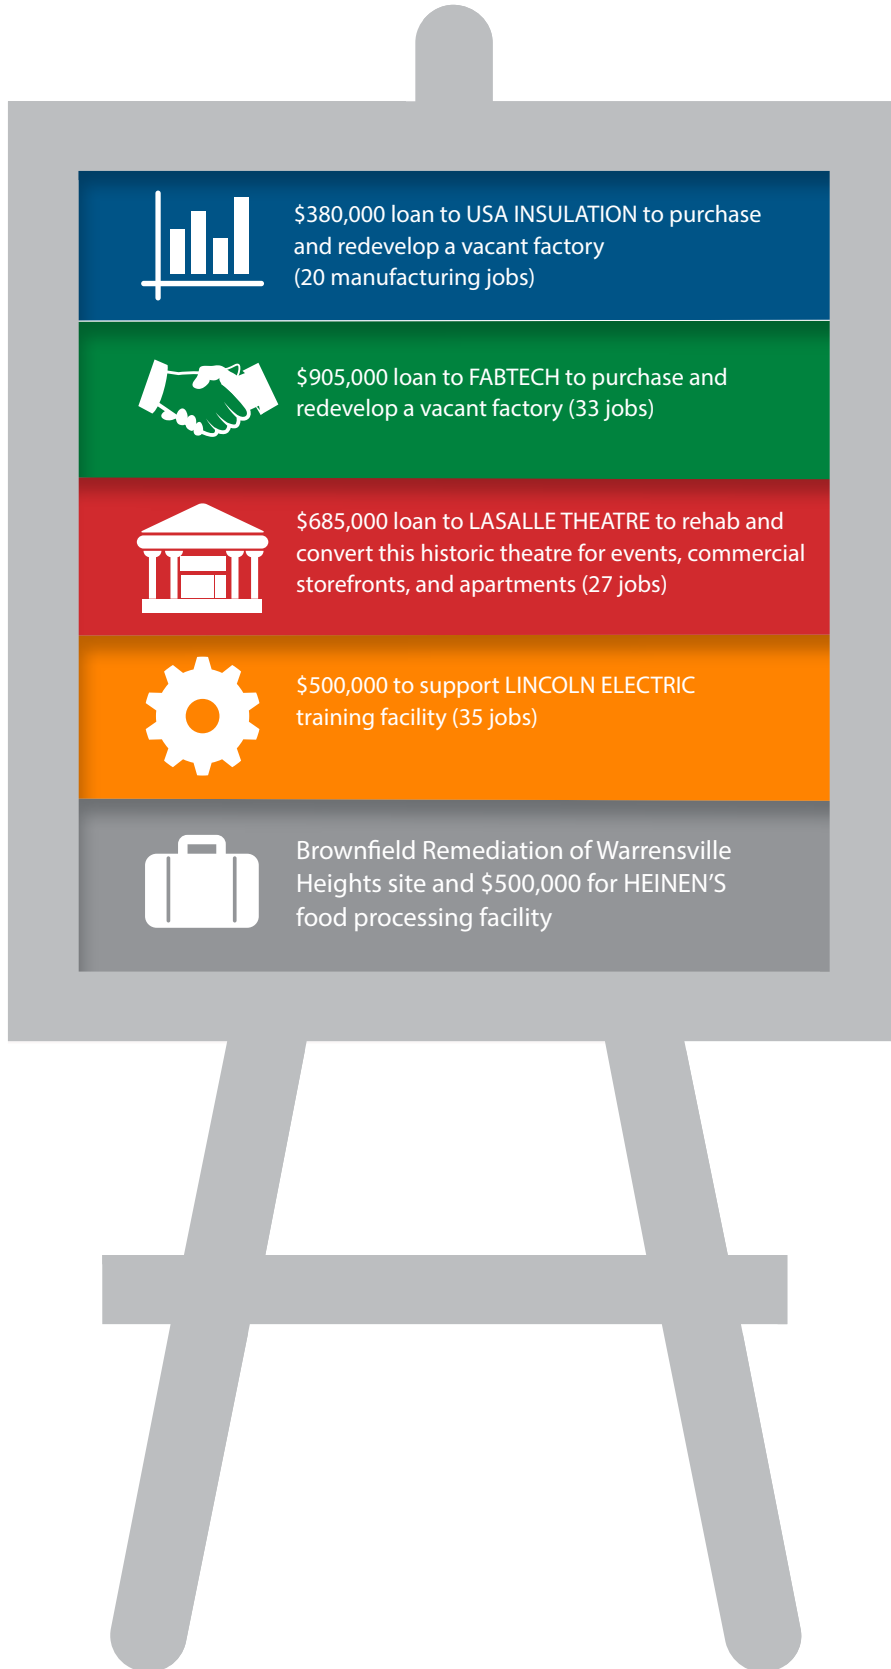 $380,000 loan to USA INSULATION to purchase
and redevelop a vacant factory
(20 manufacturing jobs)
$905,000 loan to FABTECH to purchase and
redevelop a vacant factory (33 jobs)
$685,000 loan to LASALLE THEATRE to rehab and
convert this historic theatre for events, commercial
storefronts, and apartments (27 jobs)
$500,000 to support LINCOLN ELECTRIC
training facility (35 jobs)
Brownfield Remediation of Warrensville
Heights site and $500,000 for HEINEN'S
food processing facility